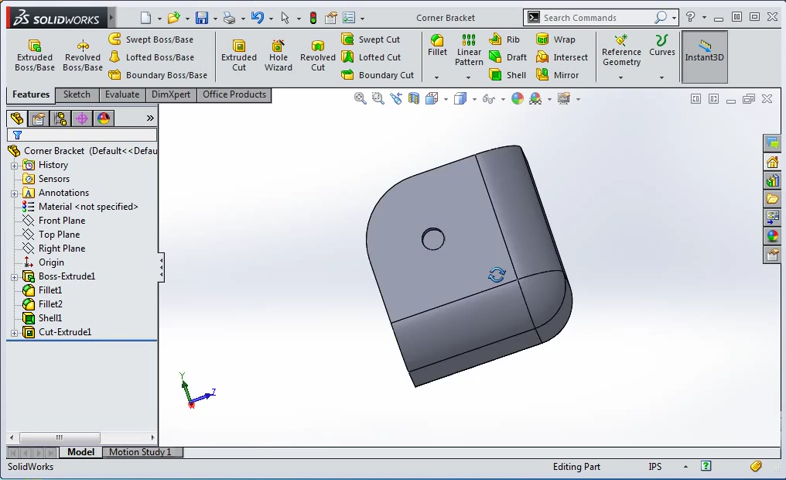 SOLIDWORKS
Corner Bracket
Search Commands
Extruded Boss/Base
Revolved Boss/Base
Swept Boss/Base
Lofted Boss/Base
Boundary Boss/Base
Extruded Cut
Hole Wizard
Revolved Cut
Swept Cut
Lofted Cut
Boundary Cut
Fillet
Linear Pattern
Rib
Draft
Shell
Wrap
Intersect
Mirror
Reference Geometry
Curves
Instant3D
Features
Sketch
Evaluate
DimXpert
Office Products
Corner Bracket (Default<<Defau
History
Sensors
Annotations
Material <not specified>
Front Plane
Top Plane
Right Plane
Origin
Boss-Extrude1
Fillet1
Fillet2
Shell1
Cut-Extrude1
Y
Z
Model
Motion Study 1
SolidWorks
Editing Part
IPS